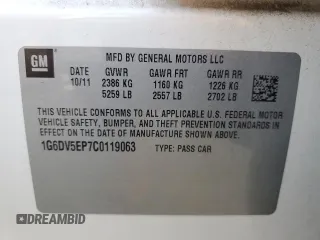 GM
MFD BY GENERAL MOTORS LLC
DATE GVWR GAWR FRT GAWR RR
10/11 2386 KG 1160 KG 1226 KG
5259 LB 2557 LB 2702 LB
THIS VEHICLE CONFORMS TO ALL APPLICABLE U.S. FEDERAL MOTOR
VEHICLE SAFETY, BUMPER, AND THEFT PREVENTION STANDARDS IN
EFFECT ON THE DATE OF MANUFACTURE SHOWN ABOVE.
1G6DV5EP7C0119063 TYPE: PASS CAR
© AutoBidMaster